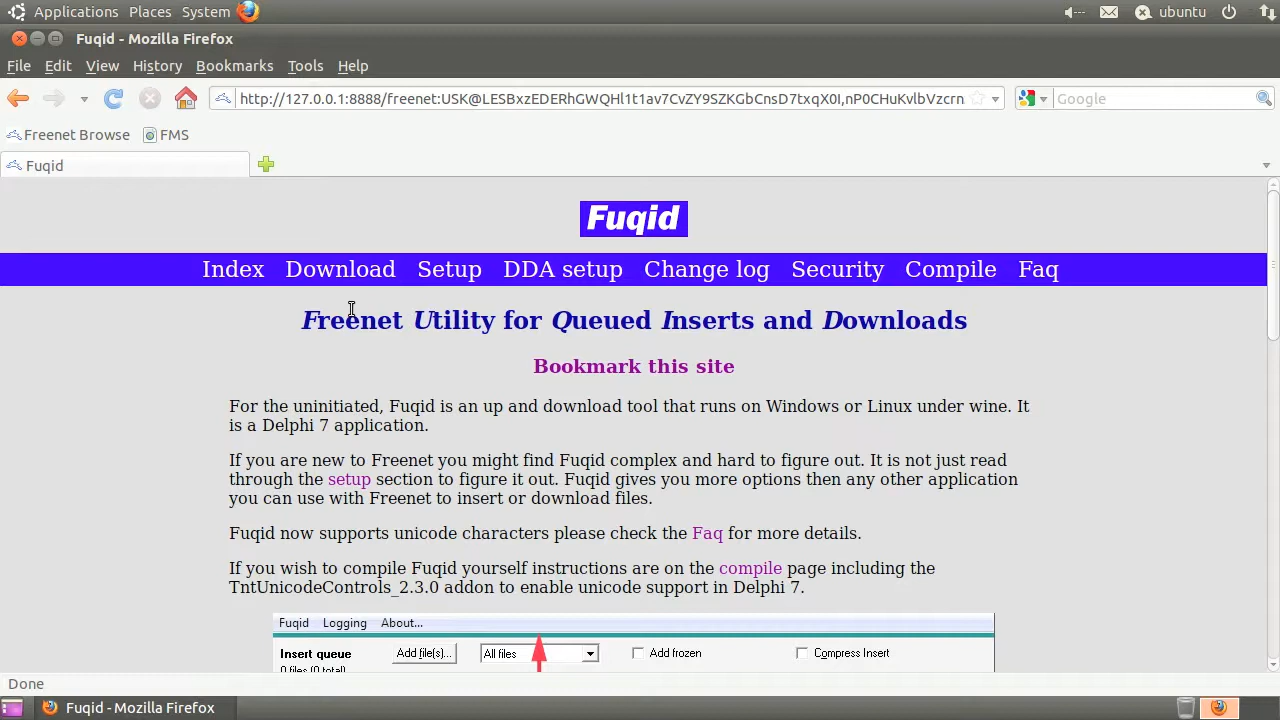 Applications Places System ubuntu
Fuqid - Mozilla Firefox
File Edit View History Bookmarks Tools Help
http://127.0.0.1:8888/freenet:USK@LESBxzEDERhGWQHl1t1av7CvZY9SZKGbCnsD7txqX0I,nP0CHuKvlbVzcrn Google
Freenet Browse FMS
Fuqid
Fuqid
Index Download Setup DDA setup Change log Security Compile Faq
Freenet Utility for Queued Inserts and Downloads
Bookmark this site
For the uninitiated, Fuqid is an up and download tool that runs on Windows or Linux under wine. It
is a Delphi 7 application.
If you are new to Freenet you might find Fuqid complex and hard to figure out. It is not just read
through the setup section to figure it out. Fuqid gives you more options then any other application
you can use with Freenet to insert or download files.
Fuqid now supports unicode characters please check the Faq for more details.
If you wish to compile Fuqid yourself instructions are on the compile page including the
TntUnicodeControls_2.3.0 addon to enable unicode support in Delphi 7.
Fuqid Logging About...
Insert queue Add file(s)... All files Add frozen Compress Insert
0 files (0 total)
Done
Fuqid - Mozilla Firefox